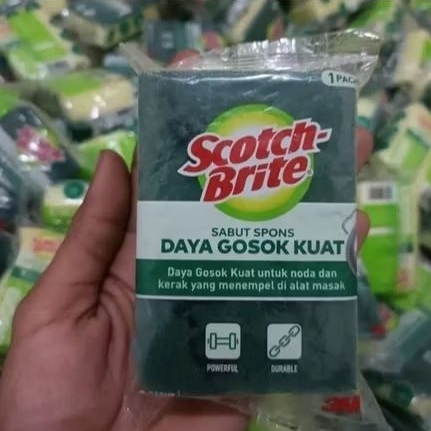 1 PACK
Scotch-
Brite
SABUT SPONS
DAYA GOSOK KUAT
Daya Gosok Kuat untuk noda dan
kerak yang menempel di alat masak
POWERFUL
DURABLE
3M